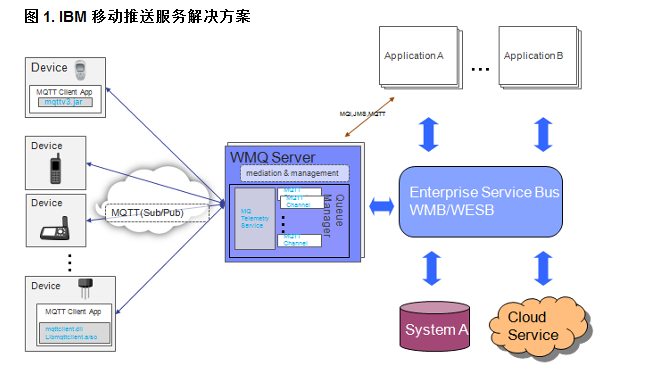 图 1. IBM 移动推送服务解决方案
Application A
...
Application B
Device
MQTT Client App
mqttv3.jar
MQI,JMS,MQTT
Device
WMQ Server
mediation & management
MQTT
MQTT
Channel
MQ
Telemetry
Service
MQTT
Channel
Queue
Manager
Enterprise Service Bus
WMB/WESB
Device
MQTT(Sub/Pub)
Device
MQTT Client App
mqttclient.dll
System A
Cloud
Service